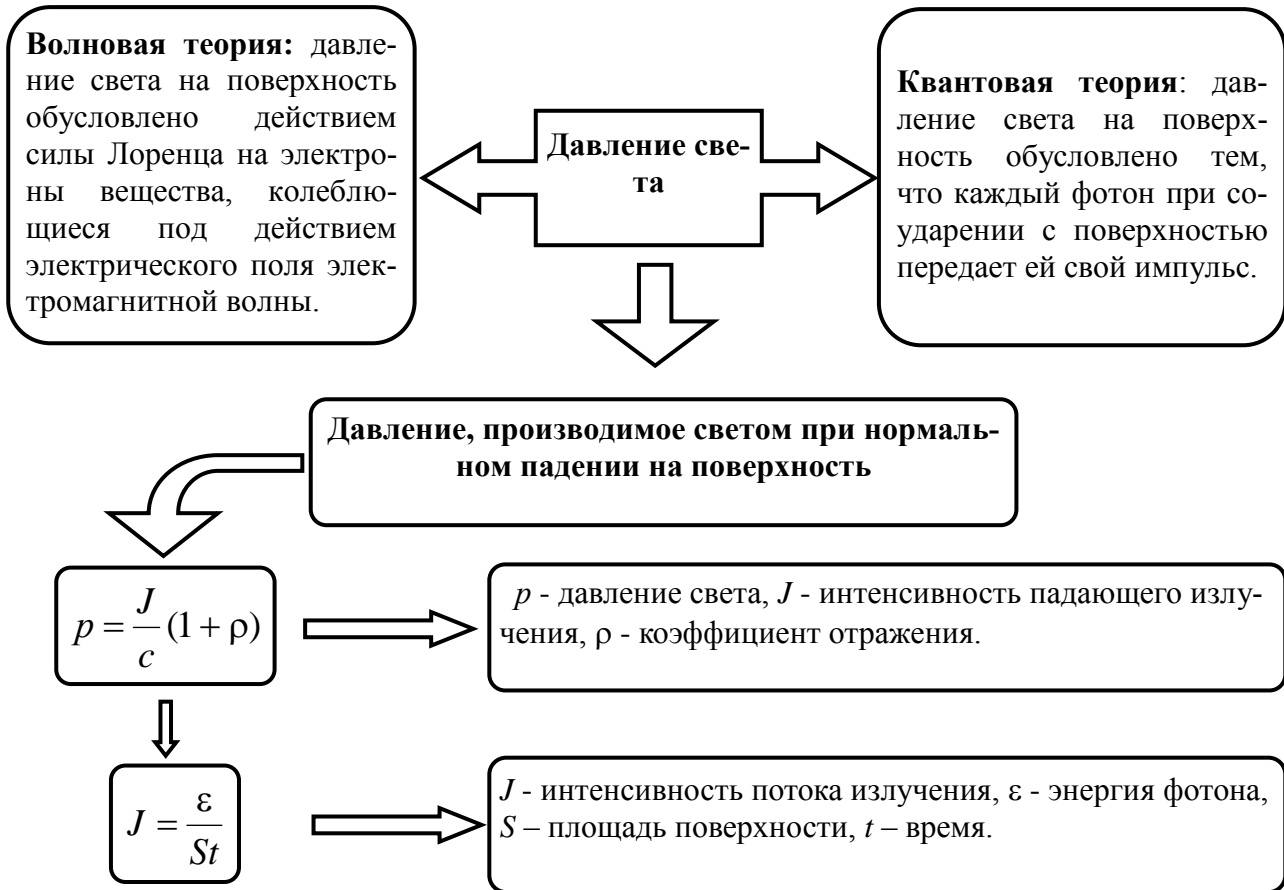 Волновая теория: давле-
ние света на поверхность
обусловлено действием
силы Лоренца на электро-
ны вещества, колеблю-
щиеся под действием
электрического поля элек-
тромагнитной волны.
Давление све-
та
Квантовая теория: дав-
ление света на поверх-
ность обусловлено тем,
что каждый фотон при со-
ударении с поверхностью
передает ей свой импульс.
Давление, производимое светом при нормаль-
ном падении на поверхность
p = J/c (1 + ρ)
p - давление света, J - интенсивность падающего излу-
чения, ρ - коэффициент отражения.
J = ε/St
J - интенсивность потока излучения, ε - энергия фотона,
S – площадь поверхности, t – время.